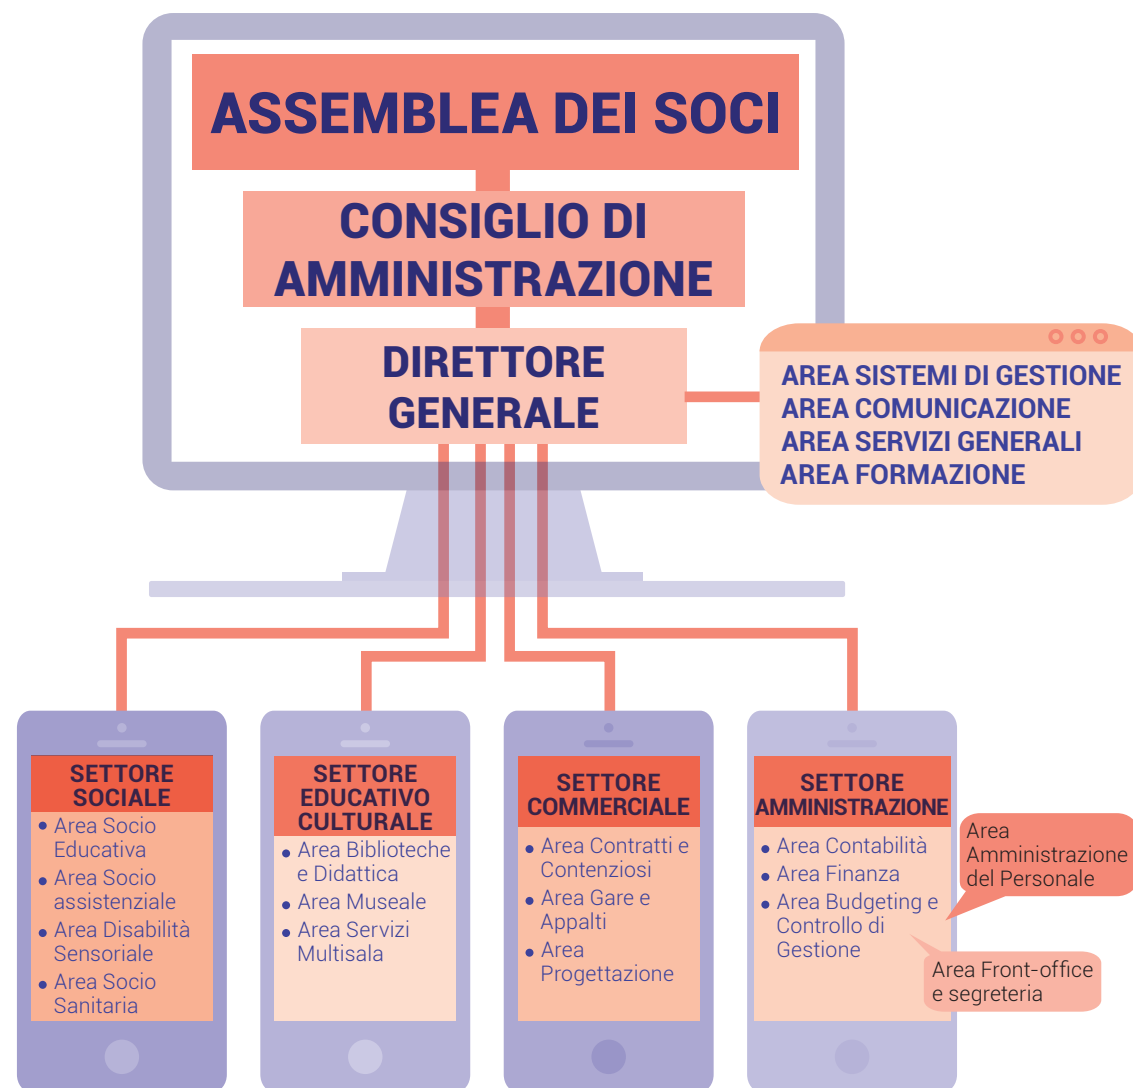 ASSEMBLEA DEI SOCI
CONSIGLIO DI
AMMINISTRAZIONE
DIRETTORE
GENERALE
AREA SISTEMI DI GESTIONE
AREA COMUNICAZIONE
AREA SERVIZI GENERALI
AREA FORMAZIONE
SETTORE
SOCIALE
• Area Socio
Educativa
• Area Socio
assistenziale
• Area Disabilità
Sensoriale
• Area Socio
Sanitaria
SETTORE
EDUCATIVO
CULTURALE
• Area Biblioteche
e Didattica
• Area Museale
• Area Servizi
Multisala
SETTORE
COMMERCIALE
• Area Contratti e
Contenziosi
• Area Gare e
Appalti
• Area
Progettazione
SETTORE
AMMINISTRAZIONE
• Area Contabilità
• Area Finanza
• Area Budgeting e
Controllo di
Gestione
Area
Amministrazione
del Personale
Area Front-office
e segreteria